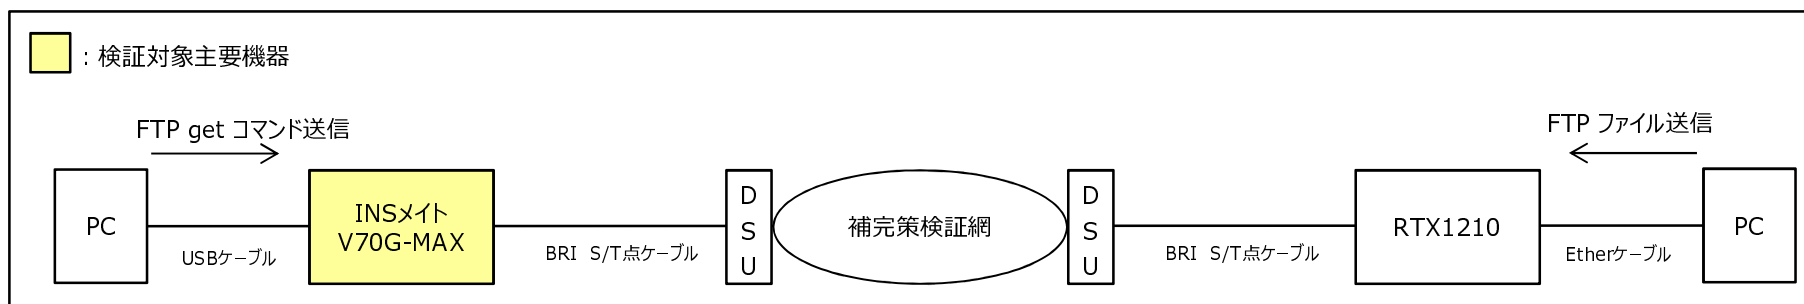 : 検証対象主要機器
FTP get コマンド送信
FTP ファイル送信
PC
USBケーブル
INSメイト
V70G-MAX
BRI S/T点ケーブル
D
S
U
補完策検証網
D
S
U
BRI S/T点ケーブル
RTX1210
Etherケーブル
PC